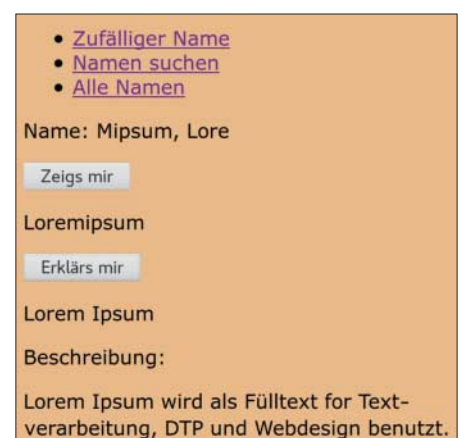 • Zufälliger Name
• Namen suchen
• Alle Namen
Name: Mipsum, Lore
Zeigs mir
Loremipsum
Erklärs mir
Lorem Ipsum
Beschreibung:
Lorem Ipsum wird als Fülltext for Text-
verarbeitung, DTP und Webdesign benutzt.